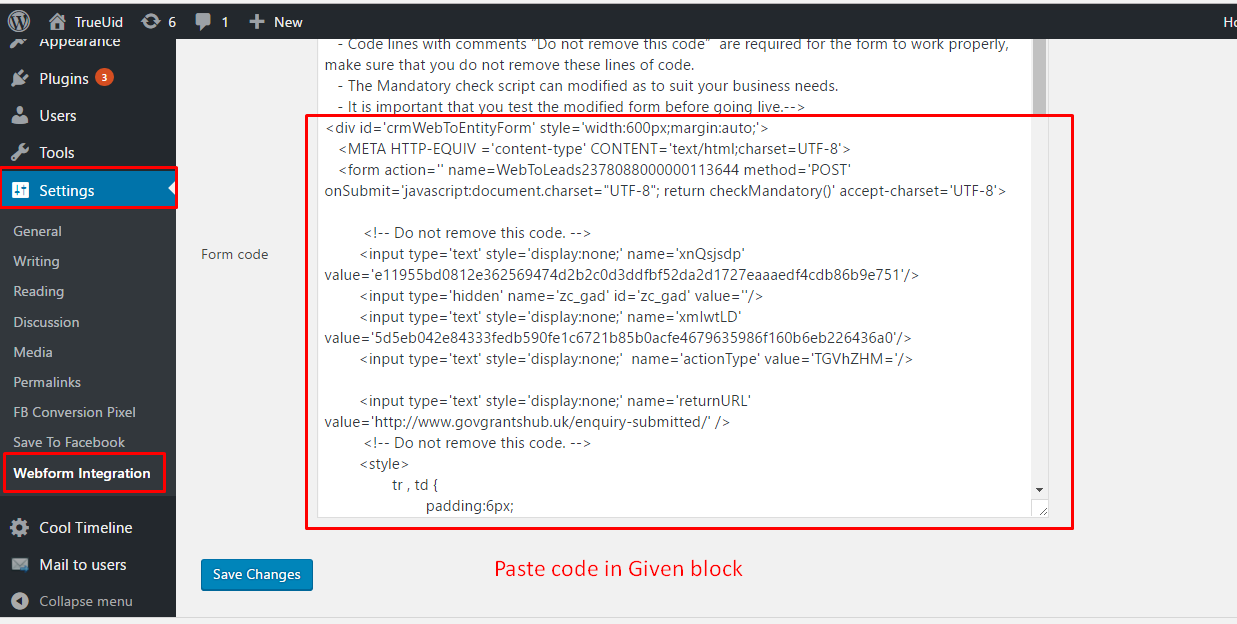 TrueUid 6 1 New
Appearance
Plugins 3
Users
Tools
Settings
General
Writing
Reading
Discussion
Media
Permalinks
FB Conversion Pixel
Save To Facebook
Webform Integration
Cool Timeline
Mail to users
Collapse menu
Form code
- Code lines with comments "Do not remove this code"  are required for the form to work properly,
make sure that you do not remove these lines of code.
- The Mandatory check script can modified as to suit your business needs.
- It is important that you test the modified form before going live.-->
<div id='crmWebToEntityForm' style='width:600px;margin:auto;'>
<META HTTP-EQUIV ='content-type' CONTENT='text/html;charset=UTF-8'>
<form action='' name=WebToLeads2378088000000113644 method='POST'
onSubmit='javascript:document.charset="UTF-8"; return checkMandatory()' accept-charset='UTF-8'>
<!-- Do not remove this code. -->
<input type='text' style='display:none;' name='xnQsjsdp'
value='e11955bd0812e362569474d2b2c0d3ddfbf52da2d1727eaaaedf4cdb86b9e751'/>
<input type='hidden' name='zc_gad' id='zc_gad' value=''/>
<input type='text' style='display:none;' name='xmIwtLD'
value='5d5eb042e84333fedb590fe1c6721b85b0acfe4679635986f160b6eb226436a0'/>
<input type='text' style='display:none;'  name='actionType' value='TGVhZHM='/>
<input type='text' style='display:none;' name='returnURL'
value='http://www.govgrantshub.uk/enquiry-submitted/' />
<!-- Do not remove this code. -->
<style>
tr , td {
padding:6px;
Save Changes
Paste code in Given block